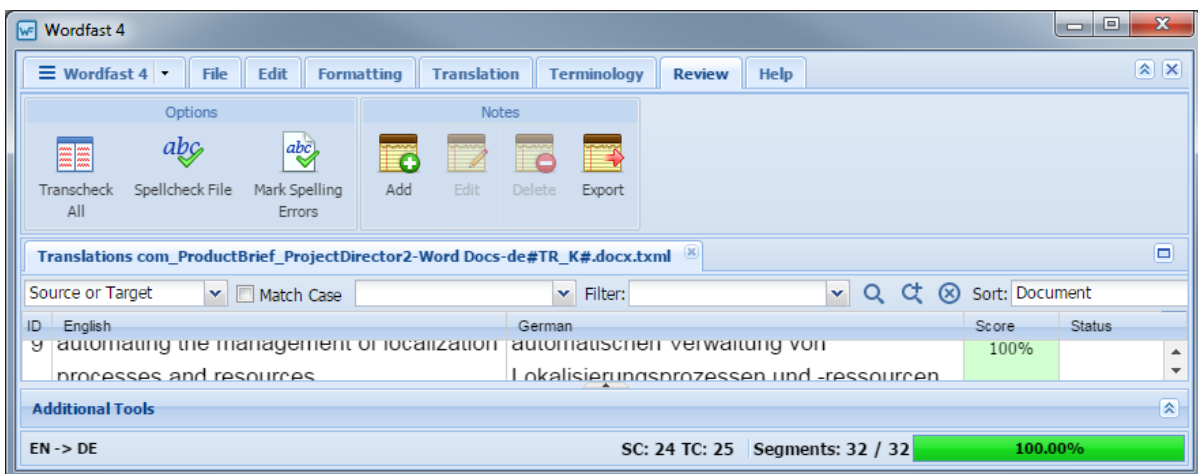 WF Wordfast 4
Wordfast 4 File Edit Formatting Translation Terminology Review Help
Options Notes
abc abc
Transcheck All Spellcheck File Mark Spelling Errors Add Edit Delete Export
Translations com_ProductBrief_ProjectDirector2-Word Docs-de#TR_K#.docx.txml
Source or Target Match Case Filter: Sort: Document
ID English German Score Status
9 automating the management of localization automatischen Verwaltung von 100%
processes and resources Lokalisierungsprozessen und -ressourcen
Additional Tools
EN -> DE SC: 24 TC: 25 Segments: 32 / 32 100.00%